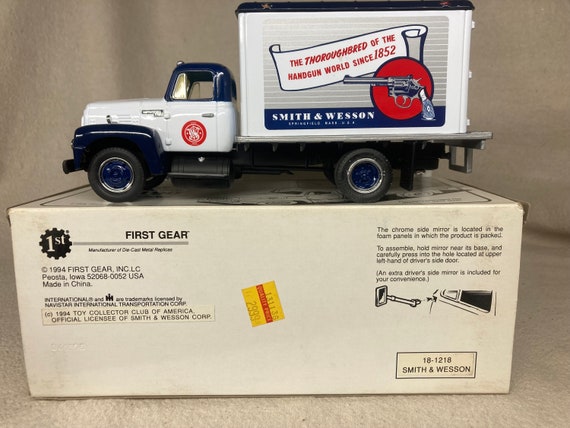 THE THOROUGHBRED OF THE
HANDGUN WORLD SINCE 1852
SMITH & WESSON
SPRINGFIELD MASS U.S.A.
1st
FIRST GEAR
Manufacturer of Die-Cast Metal Replicas
© 1994 FIRST GEAR, INC.LC
Peosta, Iowa 52068-0052 USA
Made in China.
INTERNATIONAL® and are trademarks licensed by
NAVISTAR INTERNATIONAL TRANSPORTATION CORP.
(c) 1994 TOY COLLECTOR CLUB OF AMERICA.
OFFICIAL LICENSEE OF SMITH & WESSON CORP.
The chrome side mirror is located in the
foam panels in which the product is packed.
To assemble, hold mirror near its base, and
carefully press into the hole located at upper
left-hand of driver's side door.
(An extra driver's side mirror is included for
your convenience.)
18-1218
SMITH & WESSON